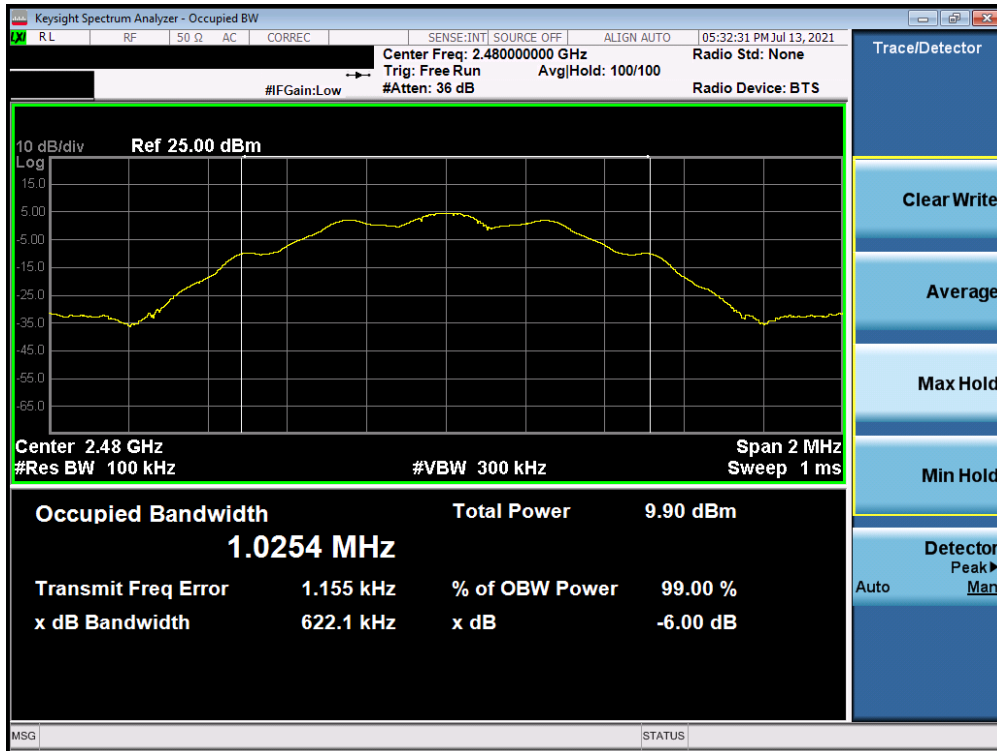 Keysight Spectrum Analyzer - Occupied BW
LXI RL RF 50 Ω AC CORREC SENSE:INT SOURCE OFF ALIGN AUTO 05:32:31 PM Jul 13, 2021
Center Freq: 2.480000000 GHz Radio Std: None
Trig: Free Run Avg|Hold: 100/100
#IFGain:Low #Atten: 36 dB Radio Device: BTS
10 dB/div Ref 25.00 dBm
Log
15.0
5.00
-5.00
-15.0
-25.0
-35.0
-45.0
-55.0
-65.0
Center 2.48 GHz Span 2 MHz
#Res BW 100 kHz #VBW 300 kHz Sweep 1 ms
Occupied Bandwidth Total Power 9.90 dBm
1.0254 MHz
Transmit Freq Error 1.155 kHz % of OBW Power 99.00 %
x dB Bandwidth 622.1 kHz x dB -6.00 dB
MSG STATUS
Trace/Detector
Clear Write
Average
Max Hold
Min Hold
Detector
Peak▶
Auto Man